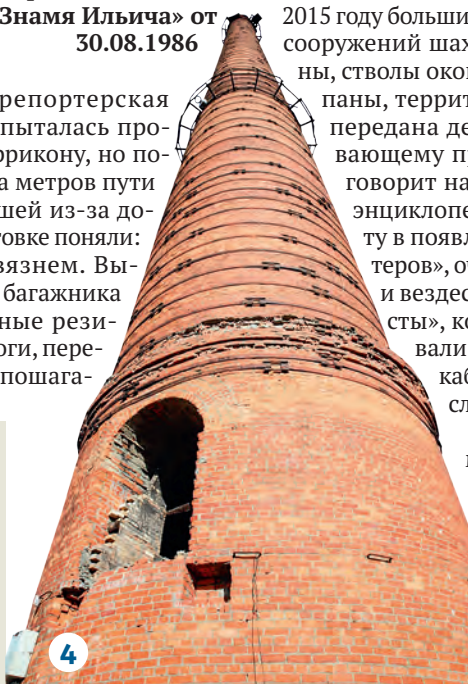 Знамя Ильича» от
30.08.1986
репортерская
пыталась про-
ррикону, но по-
а метров пути
шей из-за до-
товке поняли:
вязнем. Вы-
багажника
ные рези-
оги, пере-
пошага-
2015 году больши
сооружений шах
ны, стволы око
паны, террит
передана де
вающему п
говорит на
энциклопе
ту в появл
теров», о
и вездес
сты», ко
вали
каб
сл
4